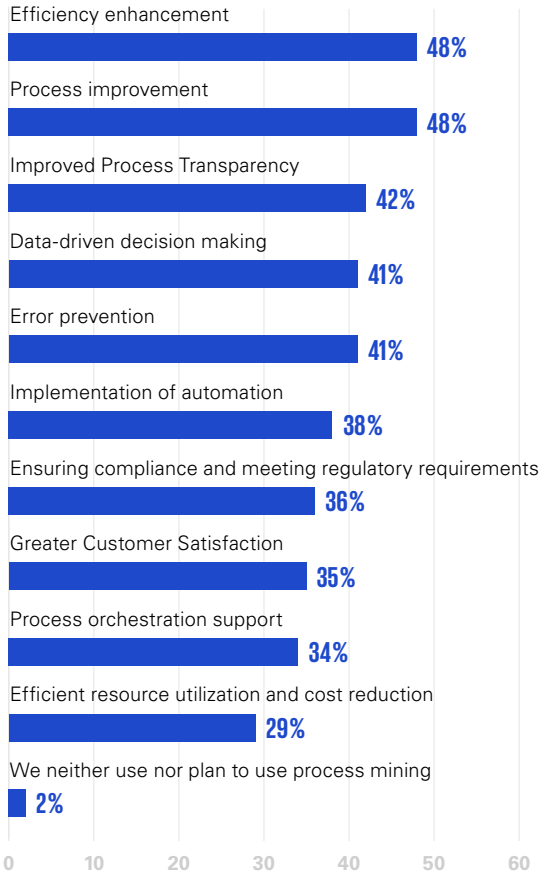 Efficiency enhancement
48%
Process improvement
48%
Improved Process Transparency
42%
Data-driven decision making
41%
Error prevention
41%
Implementation of automation
38%
Ensuring compliance and meeting regulatory requirements
36%
Greater Customer Satisfaction
35%
Process orchestration support
34%
Efficient resource utilization and cost reduction
29%
We neither use nor plan to use process mining
2%
0 10 20 30 40 50 60